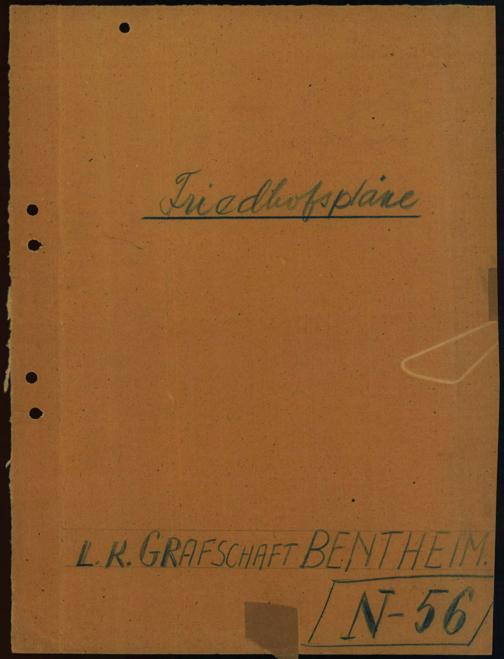 Friedhofspläne
L.K. GRAFSCHAFT BENTHEIM.
N-56